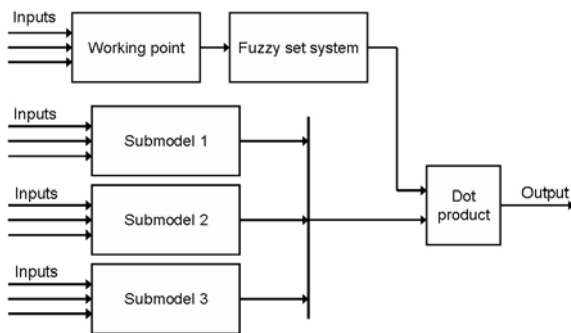 Inputs
Working point
Fuzzy set system
Inputs
Submodel 1
Inputs
Submodel 2
Dot
product
Output
Inputs
Submodel 3